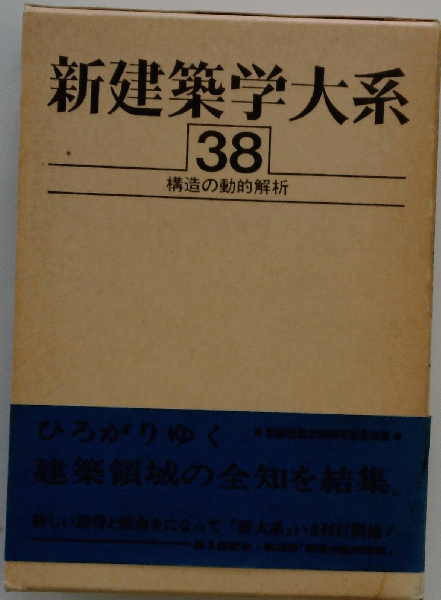 新建築学大系
38
構造の動的解析
ひろがりゆく
建築領域の全知を結集。
新しい期待と使命をになって「新大系」いま刊行開始!